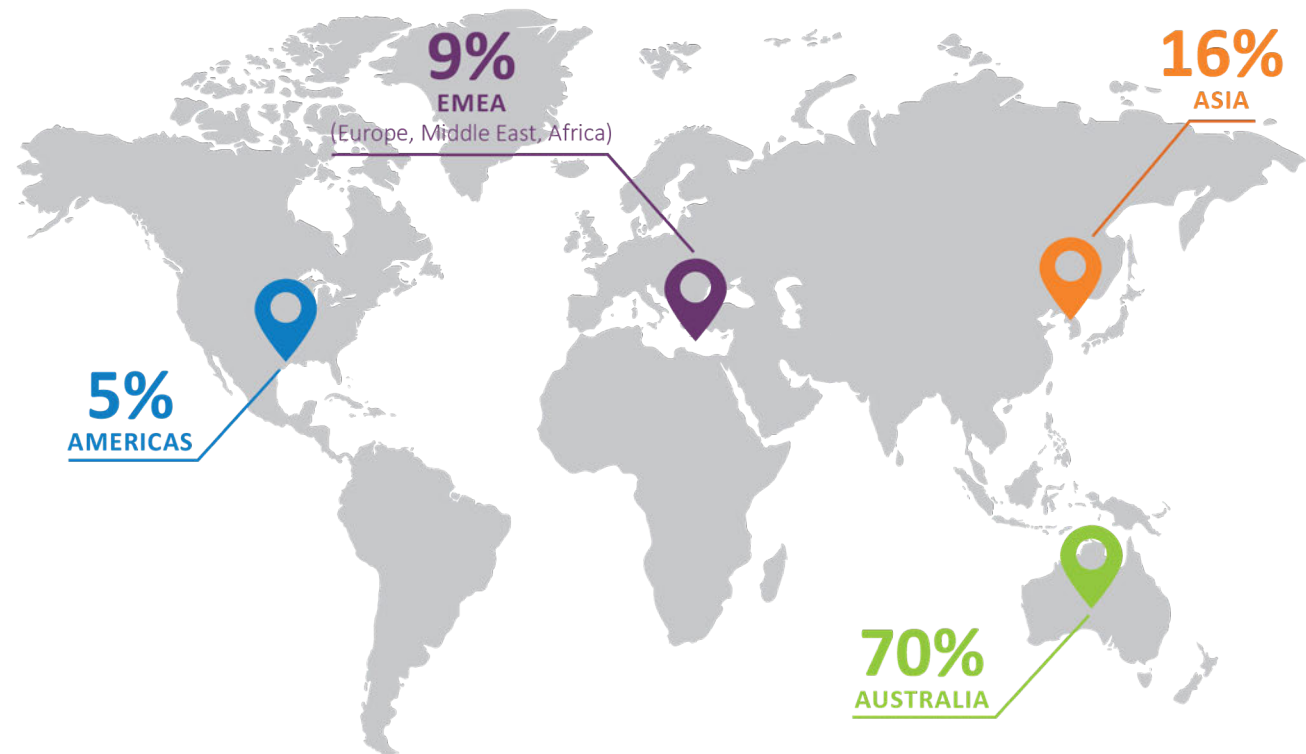 9%
EMEA
(Europe, Middle East, Africa)
16%
ASIA
5%
AMERICAS
70%
AUSTRALIA